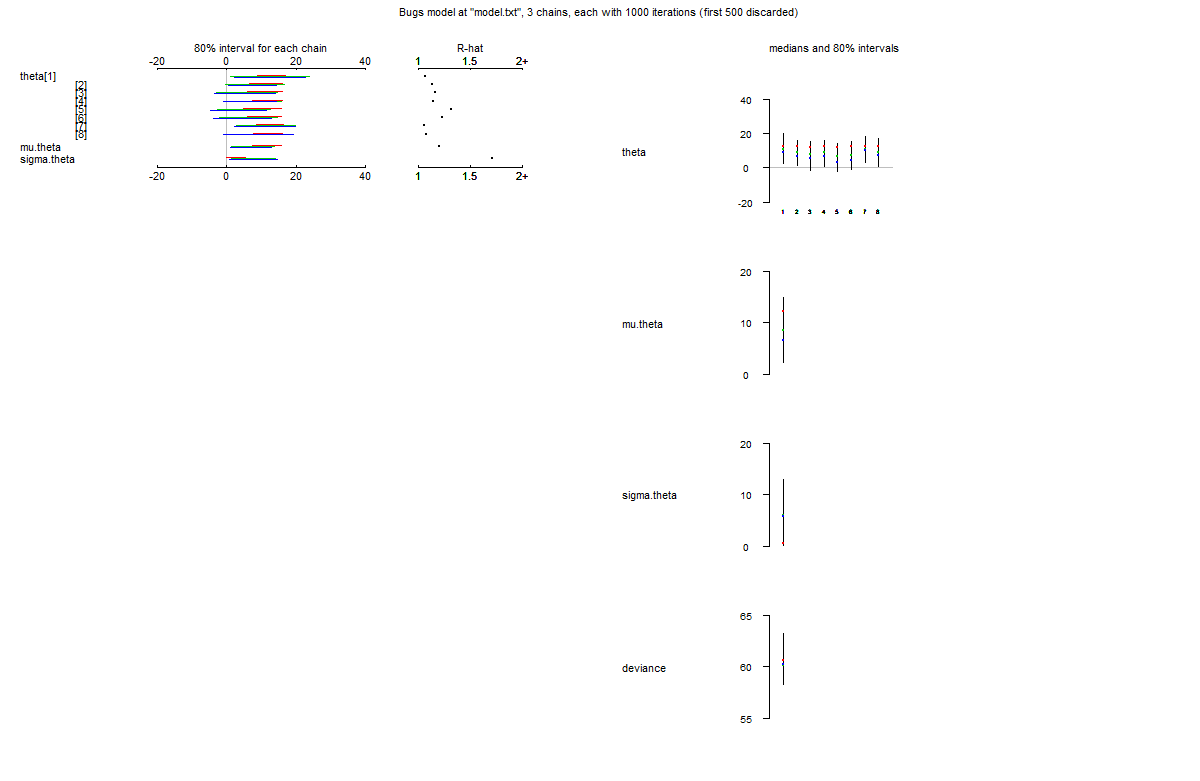 Bugs model at "model.txt", 3 chains, each with 1000 iterations (first 500 discarded)
80% interval for each chain
-20 0 20 40
R-hat
1 1.5 2+
theta[1]
[2]
[3]
[4]
[5]
[6]
[7]
[8]
mu.theta
sigma.theta
-20 0 20 40
1 1.5 2+
medians and 80% intervals
40
20
theta
0
-20
1 2 3 4 5 6 7 8
20
mu.theta
10
0
20
sigma.theta
10
0
65
deviance
60
55